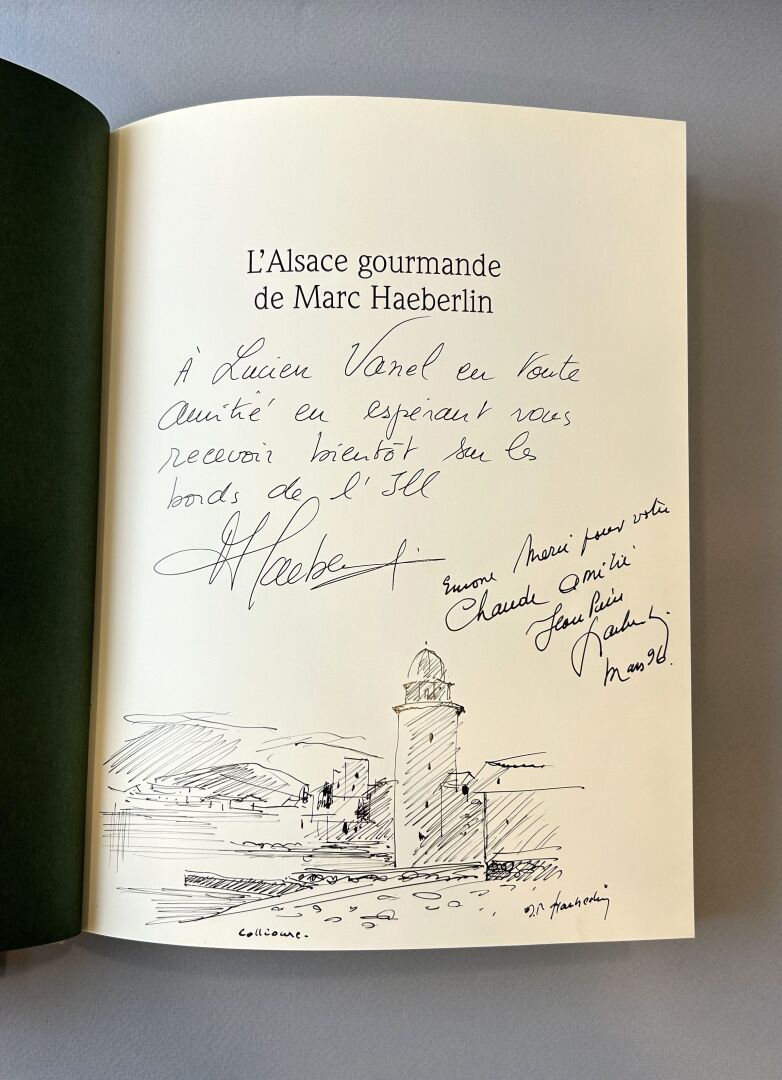 L'Alsace gourmande
de Marc Haeberlin
À Lucien Vanel en toute
amitié en espérant vous
recevoir bientôt sur les
bords de l'Ill
M Haeberlin
Encore Merci pour votre
Chaude amitié
Jean Pierre
Haeberlin
Mars 96.
Collioure.
J.P. Haeberlin